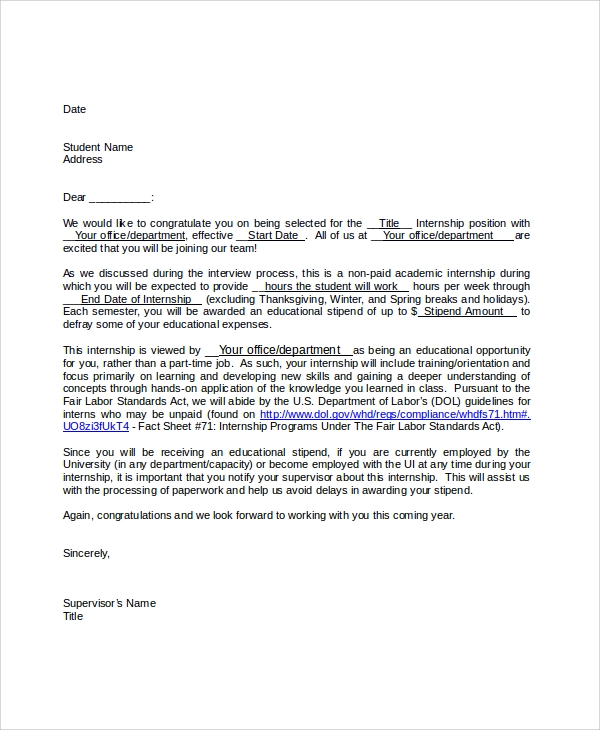 Date
Student Name
Address
Dear __________:
We would like to congratulate you on being selected for the __Title__ Internship position with
__Your office/department, effective __Start Date_. All of us at __Your office/department___are
excited that you will be joining our team!
As we discussed during the interview process, this is a non-paid academic internship during
which you will be expected to provide __hours the student will work__ hours per week through
___End Date of Internship__ (excluding Thanksgiving, Winter, and Spring breaks and holidays).
Each semester, you will be awarded an educational stipend of up to $_Stipend Amount__ to
defray some of your educational expenses.
This internship is viewed by __Your office/department__as being an educational opportunity
for you, rather than a part-time job. As such, your internship will include training/orientation and
focus primarily on learning and developing new skills and gaining a deeper understanding of
concepts through hands-on application of the knowledge you learned in class. Pursuant to the
Fair Labor Standards Act, we will abide by the U.S. Department of Labor's (DOL) guidelines for
interns who may be unpaid (found on http://www.dol.gov/whd/regs/compliance/whdfs71.htm#.
UO8zi3fUkT4 - Fact Sheet #71: Internship Programs Under The Fair Labor Standards Act).
Since you will be receiving an educational stipend, if you are currently employed by the
University (in any department/capacity) or become employed with the UI at any time during your
internship, it is important that you notify your supervisor about this internship. This will assist us
with the processing of paperwork and help us avoid delays in awarding your stipend.
Again, congratulations and we look forward to working with you this coming year.
Sincerely,
Supervisor's Name
Title